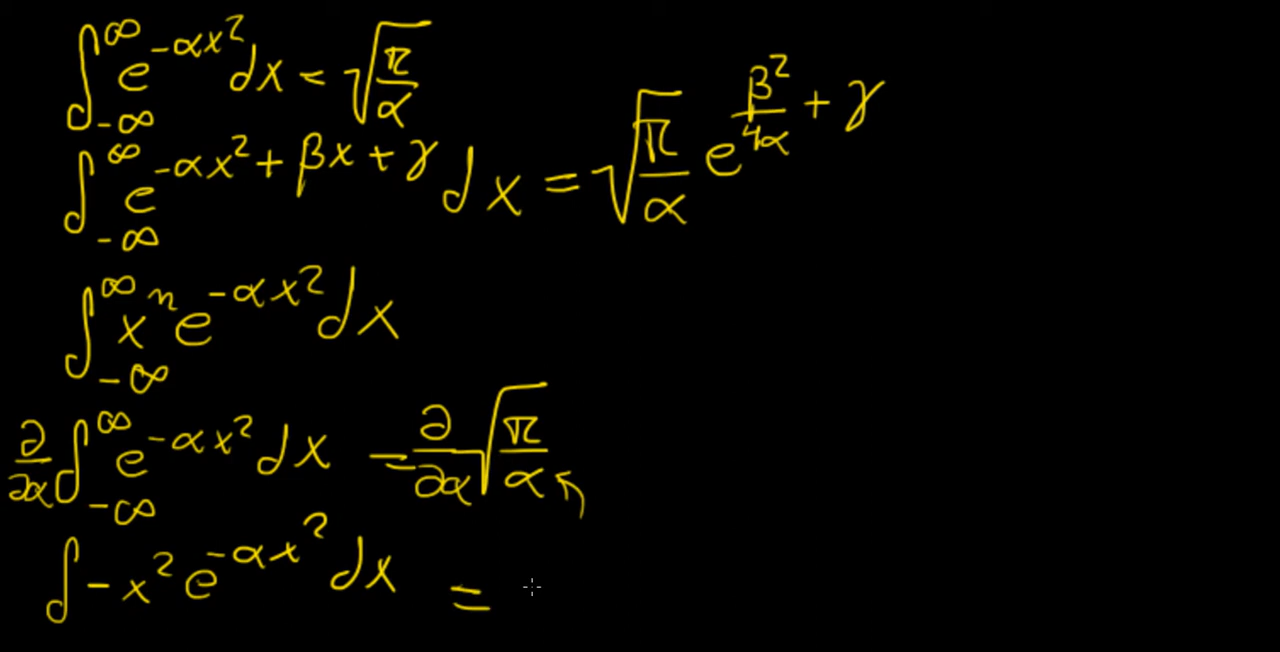 ∫_{-∞}^{∞} e^{-αx²} dx = √(π/α)
∫_{-∞}^{∞} e^{-αx² + βx + γ} dx = √(π/α) e^{β²/4α + γ}
∫_{-∞}^{∞} xⁿ e^{-αx²} dx
∂/∂α ∫_{-∞}^{∞} e^{-αx²} dx = ∂/∂α √(π/α)
∫ -x² e^{-αx²} dx =